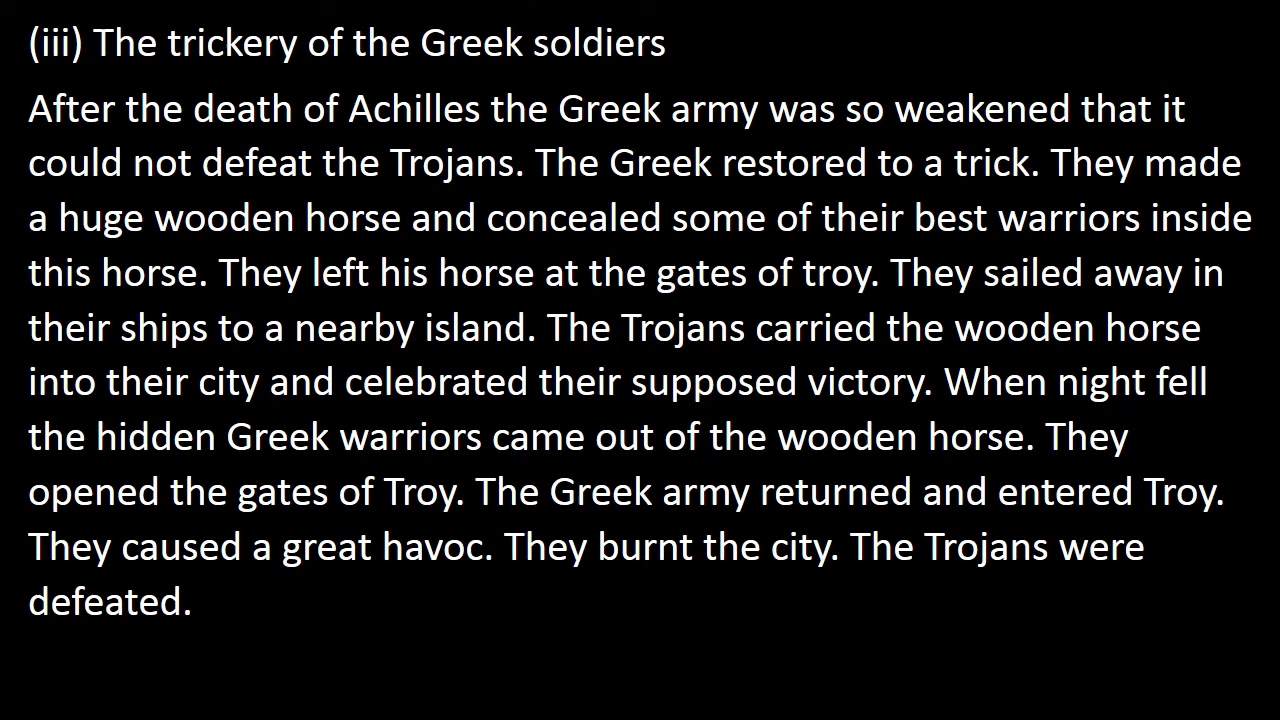 (iii) The trickery of the Greek soldiers
After the death of Achilles the Greek army was so weakened that it
could not defeat the Trojans. The Greek restored to a trick. They made
a huge wooden horse and concealed some of their best warriors inside
this horse. They left his horse at the gates of troy. They sailed away in
their ships to a nearby island. The Trojans carried the wooden horse
into their city and celebrated their supposed victory. When night fell
the hidden Greek warriors came out of the wooden horse. They
opened the gates of Troy. The Greek army returned and entered Troy.
They caused a great havoc. They burnt the city. The Trojans were
defeated.